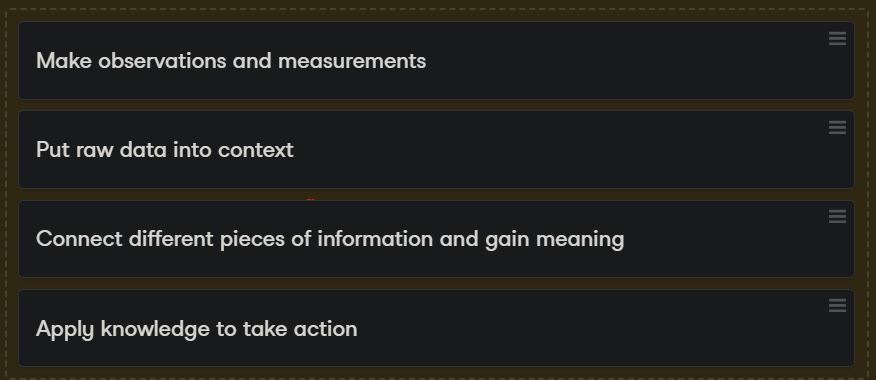 Make observations and measurements
Put raw data into context
Connect different pieces of information and gain meaning
Apply knowledge to take action